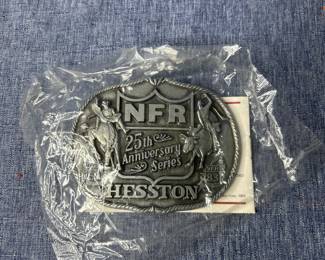 NFR
25th
Anniversary
Series
HESSTON